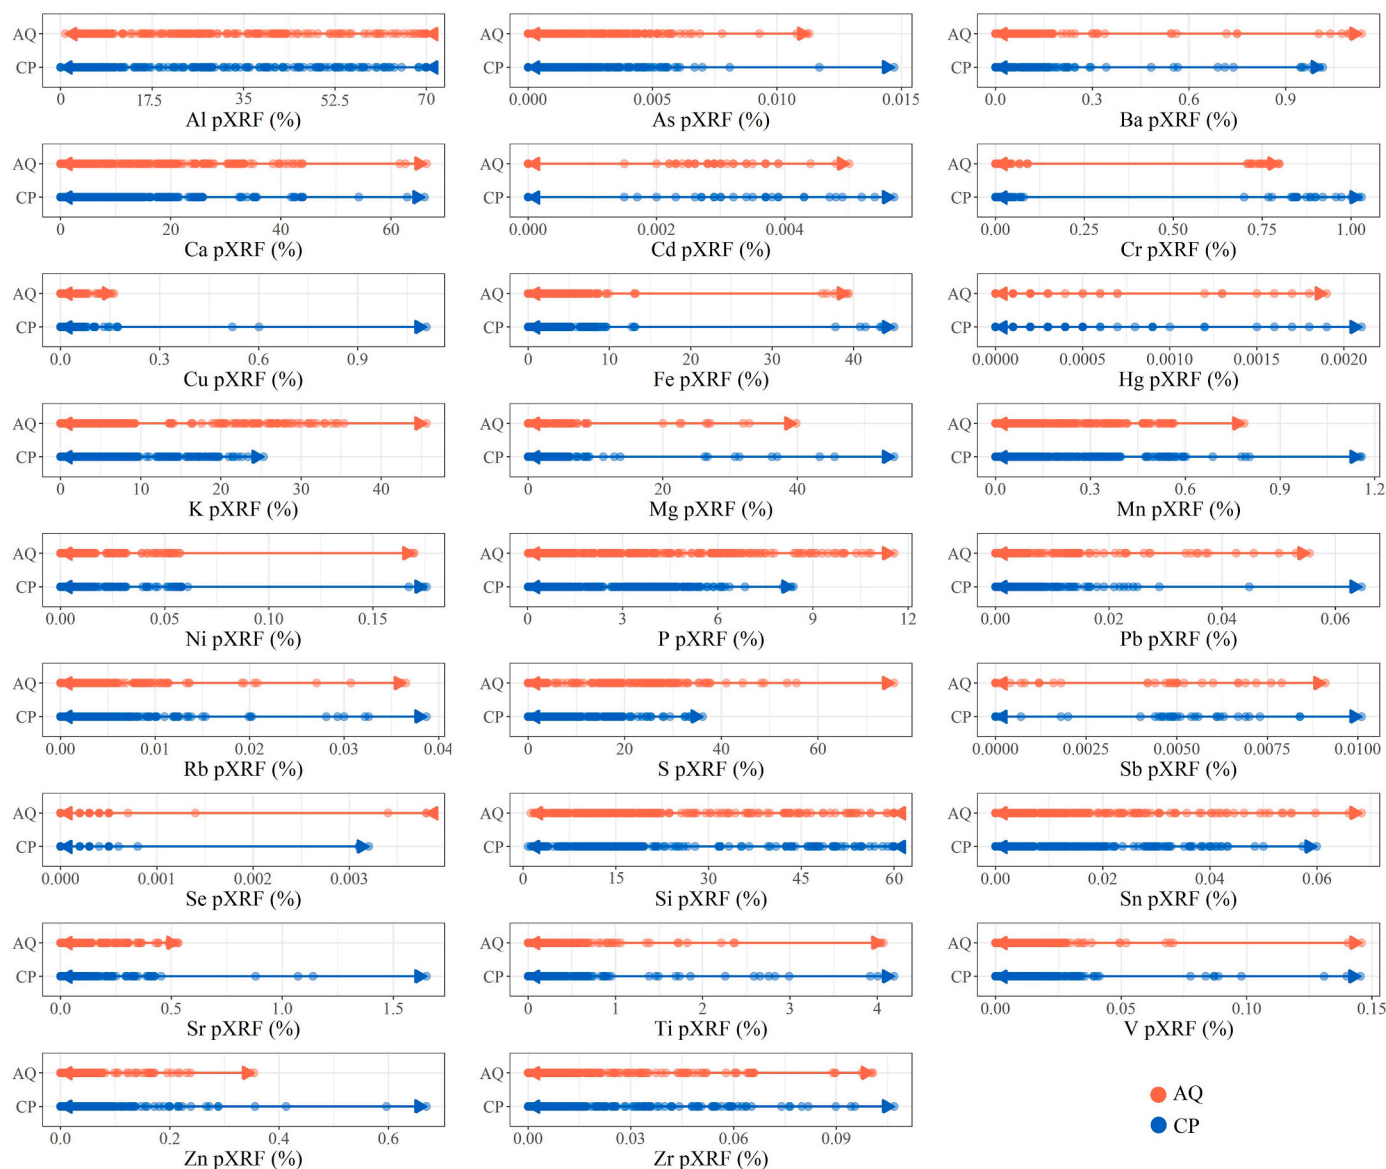 AQ
CP
0 17.5 35 52.5 70
Al pXRF (%)
AQ
CP
0.000 0.005 0.010 0.015
As pXRF (%)
AQ
CP
0.0 0.3 0.6 0.9
Ba pXRF (%)
AQ
CP
0 20 40 60
Ca pXRF (%)
AQ
CP
0.000 0.002 0.004
Cd pXRF (%)
AQ
CP
0.00 0.25 0.50 0.75 1.00
Cr pXRF (%)
AQ
CP
0.0 0.3 0.6 0.9
Cu pXRF (%)
AQ
CP
0 10 20 30 40
Fe pXRF (%)
AQ
CP
0.0000 0.0005 0.0010 0.0015 0.0020
Hg pXRF (%)
AQ
CP
0 10 20 30 40
K pXRF (%)
AQ
CP
0 20 40
Mg pXRF (%)
AQ
CP
0.0 0.3 0.6 0.9 1.2
Mn pXRF (%)
AQ
CP
0.00 0.05 0.10 0.15
Ni pXRF (%)
AQ
CP
0 3 6 9 12
P pXRF (%)
AQ
CP
0.00 0.02 0.04 0.06
Pb pXRF (%)
AQ
CP
0.00 0.01 0.02 0.03 0.04
Rb pXRF (%)
AQ
CP
0 20 40 60
S pXRF (%)
AQ
CP
0.0000 0.0025 0.0050 0.0075 0.0100
Sb pXRF (%)
AQ
CP
0.000 0.001 0.002 0.003
Se pXRF (%)
AQ
CP
0 15 30 45 60
Si pXRF (%)
AQ
CP
0.00 0.02 0.04 0.06
Sn pXRF (%)
AQ
CP
0.0 0.5 1.0 1.5
Sr pXRF (%)
AQ
CP
0 1 2 3 4
Ti pXRF (%)
AQ
CP
0.00 0.05 0.10 0.15
V pXRF (%)
AQ
CP
0.0 0.2 0.4 0.6
Zn pXRF (%)
AQ
CP
0.00 0.03 0.06 0.09
Zr pXRF (%)
AQ
CP